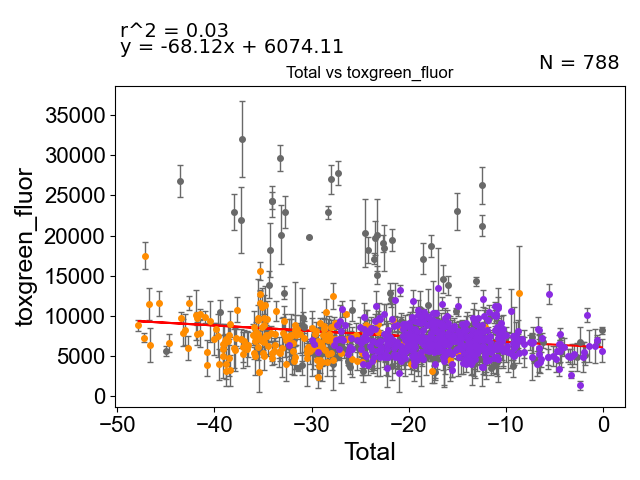 r^2 = 0.03
y = -68.12x + 6074.11
N = 788
Total vs toxgreen_fluor
35000
30000
25000
20000
15000
10000
5000
0
toxgreen_fluor
−50 −40 −30 −20 −10 0
Total